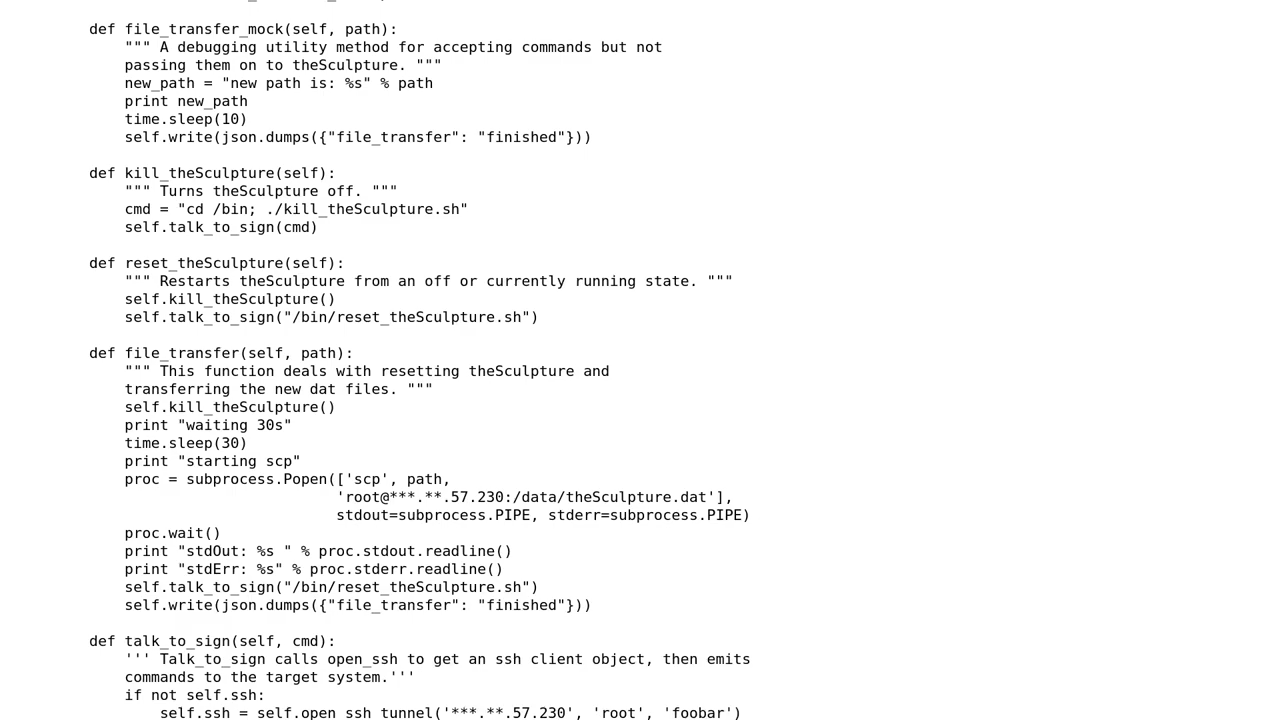 def file_transfer_mock(self, path):
    """ A debugging utility method for accepting commands but not
    passing them on to theSculpture. """
    new_path = "new path is: %s" % path
    print new_path
    time.sleep(10)
    self.write(json.dumps({"file_transfer": "finished"}))

def kill_theSculpture(self):
    """ Turns theSculpture off. """
    cmd = "cd /bin; ./kill_theSculpture.sh"
    self.talk_to_sign(cmd)

def reset_theSculpture(self):
    """ Restarts theSculpture from an off or currently running state. """
    self.kill_theSculpture()
    self.talk_to_sign("/bin/reset_theSculpture.sh")

def file_transfer(self, path):
    """ This function deals with resetting theSculpture and
    transferring the new dat files. """
    self.kill_theSculpture()
    print "waiting 30s"
    time.sleep(30)
    print "starting scp"
    proc = subprocess.Popen(['scp', path,
                            'root@***.**.57.230:/data/theSculpture.dat'],
                            stdout=subprocess.PIPE, stderr=subprocess.PIPE)
    proc.wait()
    print "stdOut: %s " % proc.stdout.readline()
    print "stdErr: %s" % proc.stderr.readline()
    self.talk_to_sign("/bin/reset_theSculpture.sh")
    self.write(json.dumps({"file_transfer": "finished"}))

def talk_to_sign(self, cmd):
    ''' Talk_to_sign calls open_ssh to get an ssh client object, then emits
    commands to the target system.'''
    if not self.ssh:
        self.ssh = self.open_ssh_tunnel('***.**.57.230', 'root', 'foobar')